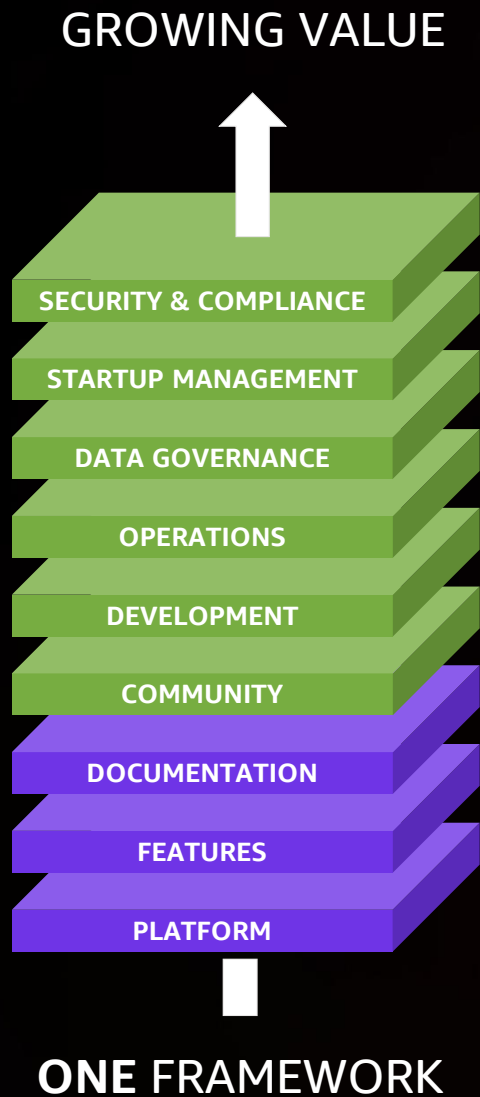 GROWING VALUE
SECURITY & COMPLIANCE
STARTUP MANAGEMENT
DATA GOVERNANCE
OPERATIONS
DEVELOPMENT
COMMUNITY
DOCUMENTATION
FEATURES
PLATFORM
ONE FRAMEWORK